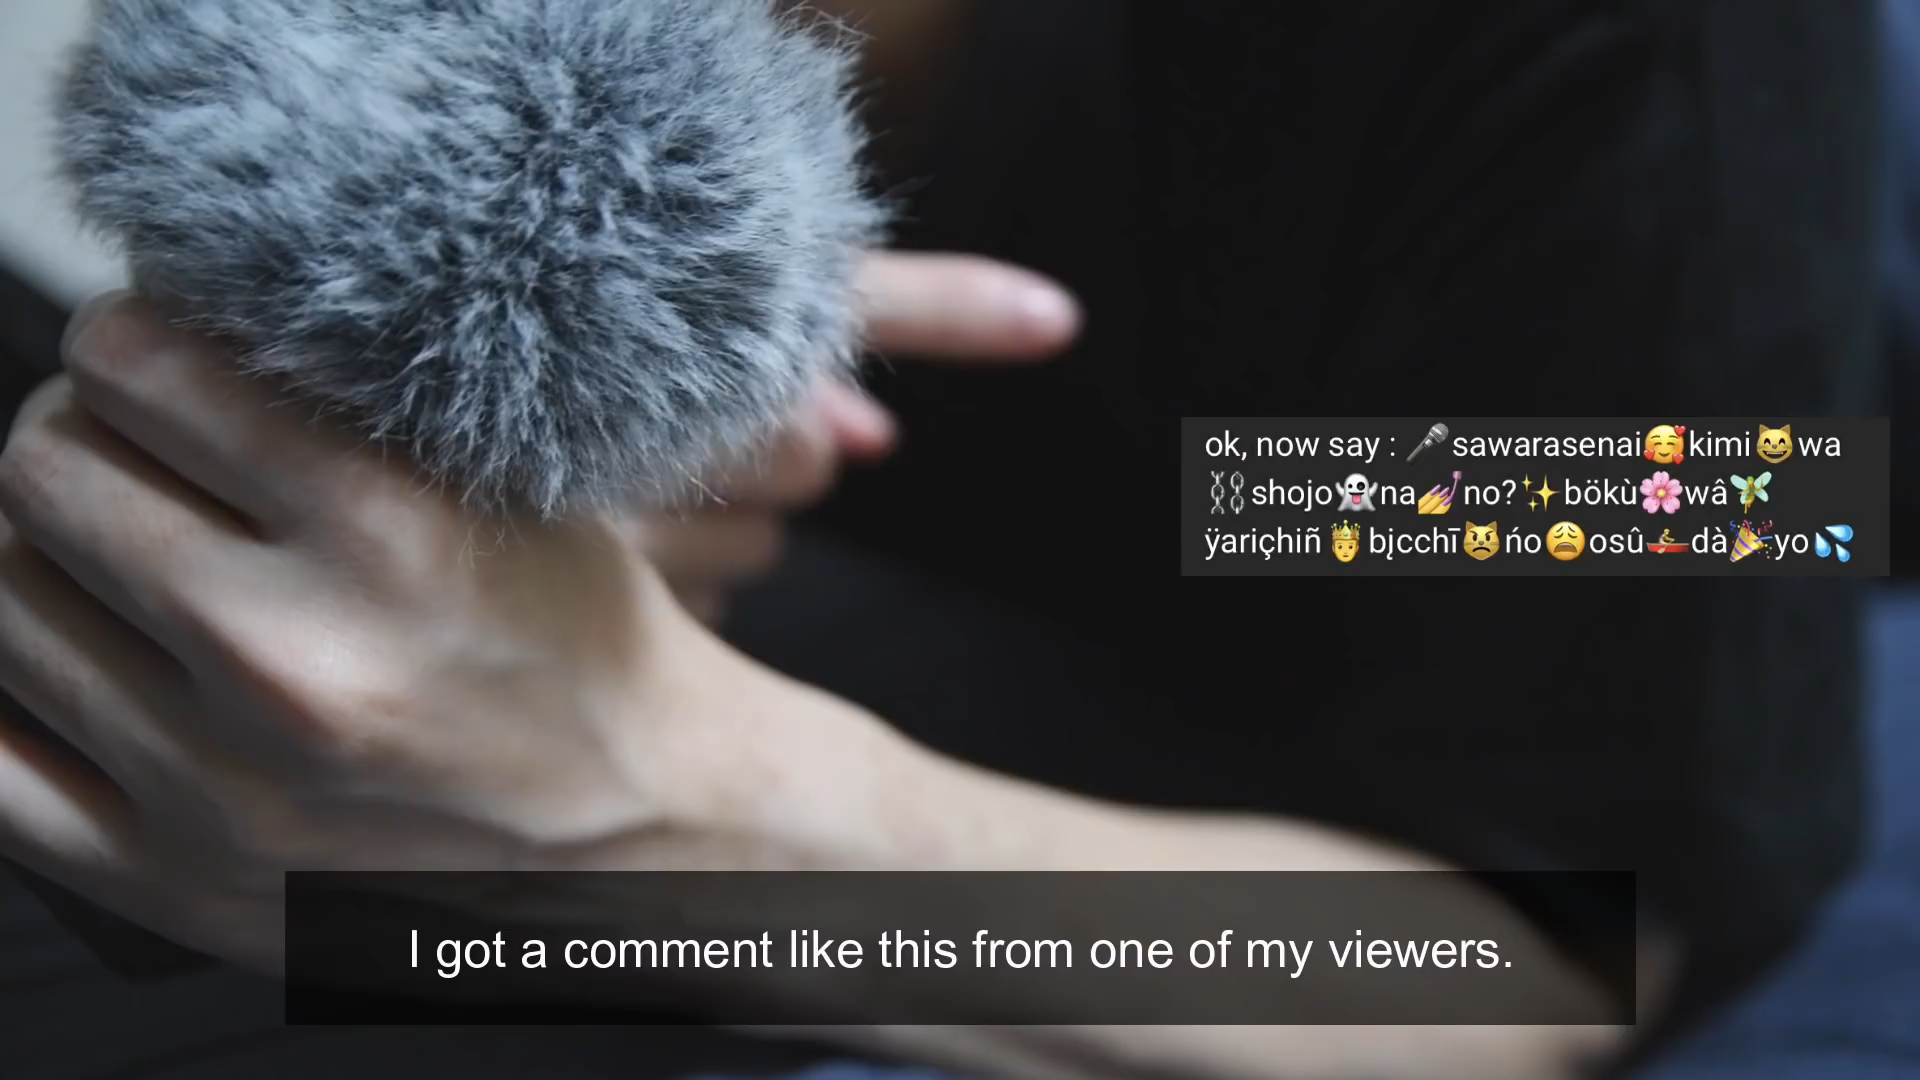 ok, now say : 🎤sawarasenai🥰kimi😺wa
⛓️shojo👻na💅no?✨bökù🌸wâ🧚
ÿariçhiñ🤴bįcchī😾ńo😩osû🚣dà🎉yo💦
I got a comment like this from one of my viewers.